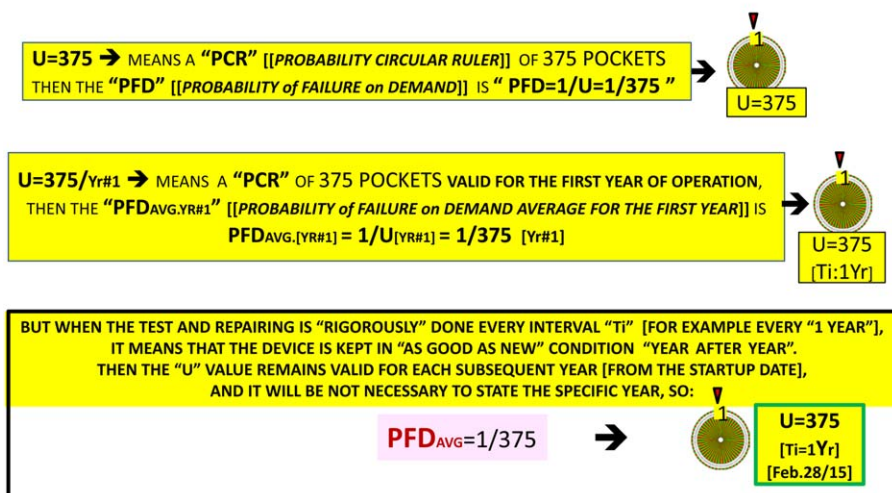 U=375 ➔ MEANS A “PCR” [[PROBABILITY CIRCULAR RULER]] OF 375 POCKETS
THEN THE “PFD” [[PROBABILITY of FAILURE on DEMAND]] IS “ PFD=1/U=1/375 ”
➔
1
U=375
U=375/Yr#1 ➔ MEANS A “PCR” OF 375 POCKETS VALID FOR THE FIRST YEAR OF OPERATION,
THEN THE “PFDAVG.YR#1” [[PROBABILITY of FAILURE on DEMAND AVERAGE FOR THE FIRST YEAR]] IS
PFDAVG.[YR#1] = 1/U[YR#1] = 1/375 [Yr#1]
➔
1
U=375
[Ti:1Yr]
BUT WHEN THE TEST AND REPAIRING IS “RIGOROUSLY” DONE EVERY INTERVAL “Ti” [FOR EXAMPLE EVERY “1 YEAR”],
IT MEANS THAT THE DEVICE IS KEPT IN “AS GOOD AS NEW” CONDITION “YEAR AFTER YEAR”.
THEN THE “U” VALUE REMAINS VALID FOR EACH SUBSEQUENT YEAR [FROM THE STARTUP DATE],
AND IT WILL BE NOT NECESSARY TO STATE THE SPECIFIC YEAR, SO:
PFDAVG=1/375
➔
1
U=375
[Ti=1Yr]
[Feb.28/15]